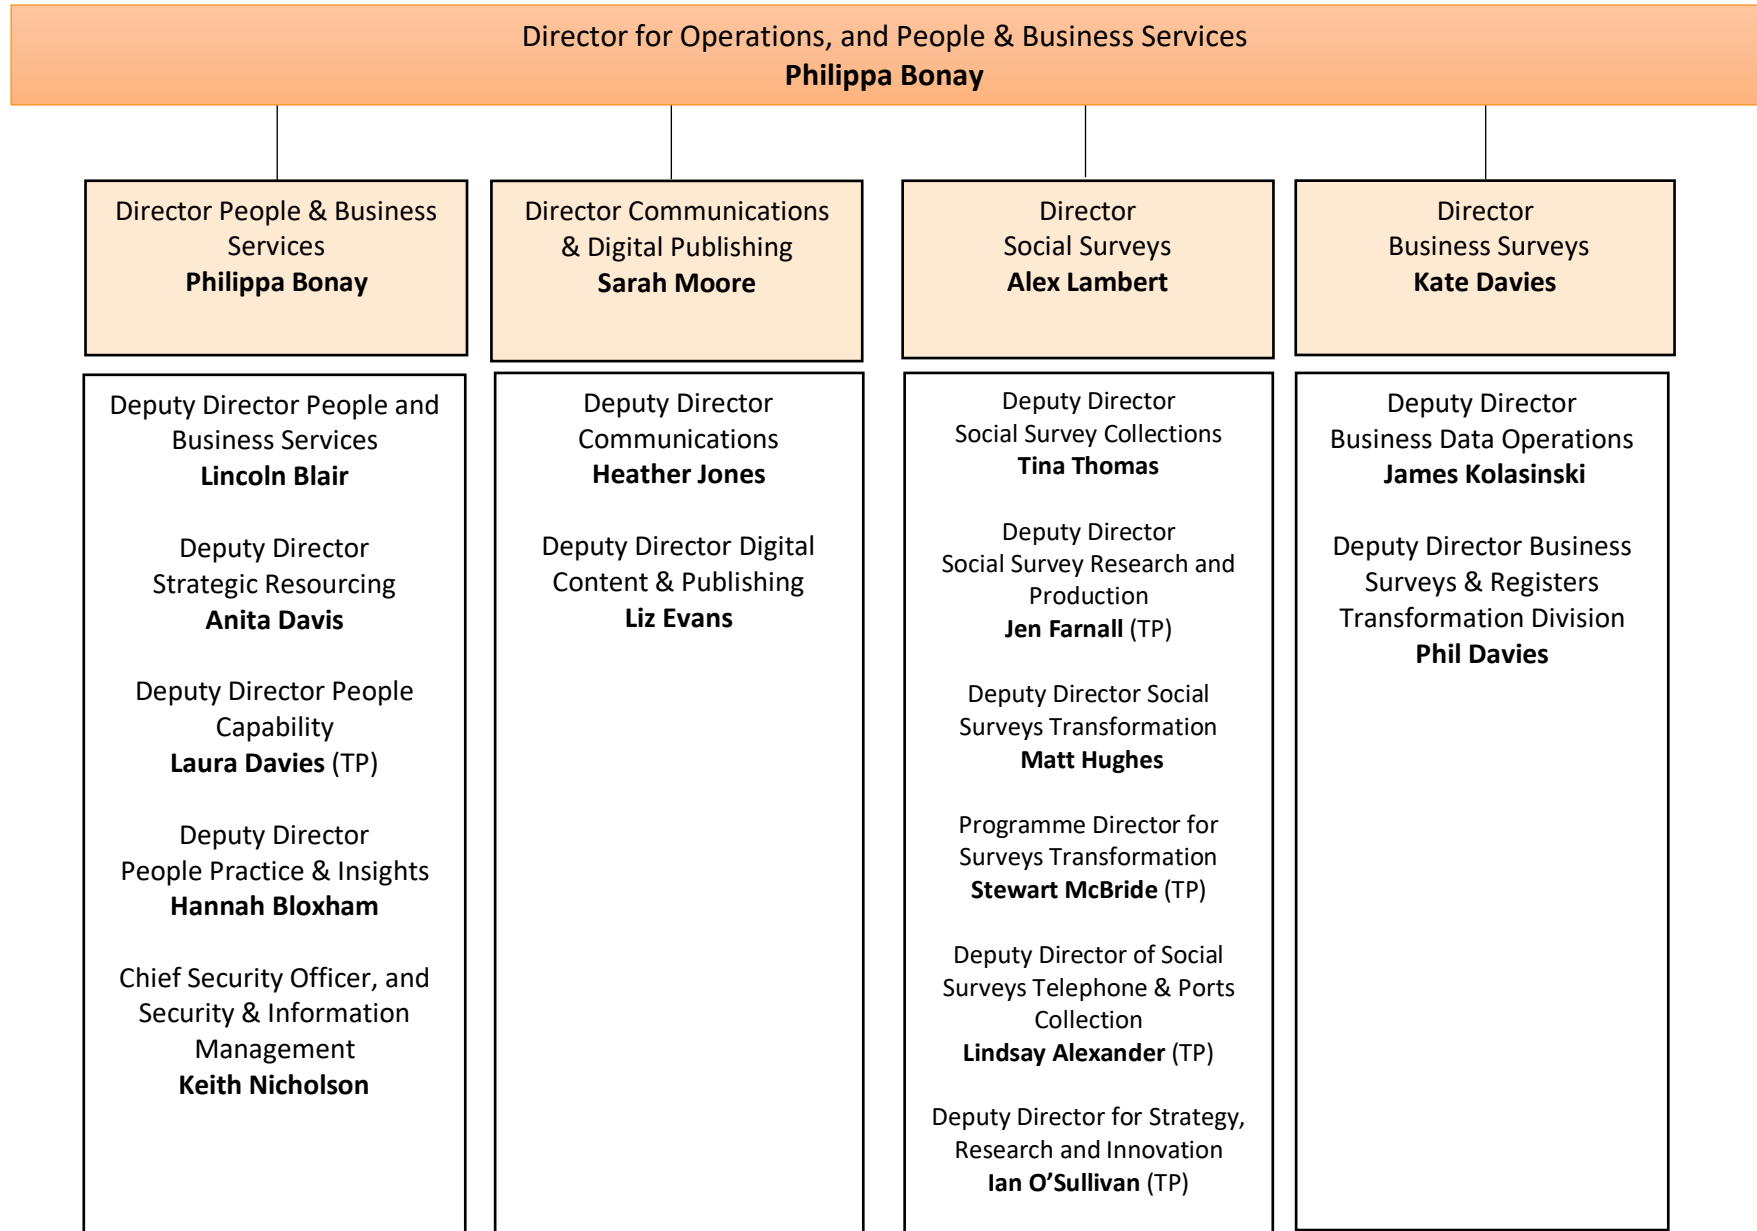 Director for Operations, and People & Business Services
Philippa Bonay
Director People & Business
Services
Philippa Bonay
Director Communications
& Digital Publishing
Sarah Moore
Director
Social Surveys
Alex Lambert
Director
Business Surveys
Kate Davies
Deputy Director People and
Business Services
Lincoln Blair
Deputy Director
Strategic Resourcing
Anita Davis
Deputy Director People
Capability
Laura Davies (TP)
Deputy Director
People Practice & Insights
Hannah Bloxham
Chief Security Officer, and
Security & Information
Management
Keith Nicholson
Deputy Director
Communications
Heather Jones
Deputy Director Digital
Content & Publishing
Liz Evans
Deputy Director
Social Survey Collections
Tina Thomas
Deputy Director
Social Survey Research and
Production
Jen Farnall (TP)
Deputy Director Social
Surveys Transformation
Matt Hughes
Programme Director for
Surveys Transformation
Stewart McBride (TP)
Deputy Director of Social
Surveys Telephone & Ports
Collection
Lindsay Alexander (TP)
Deputy Director for Strategy,
Research and Innovation
Ian O’Sullivan (TP)
Deputy Director
Business Data Operations
James Kolasinski
Deputy Director Business
Surveys & Registers
Transformation Division
Phil Davies